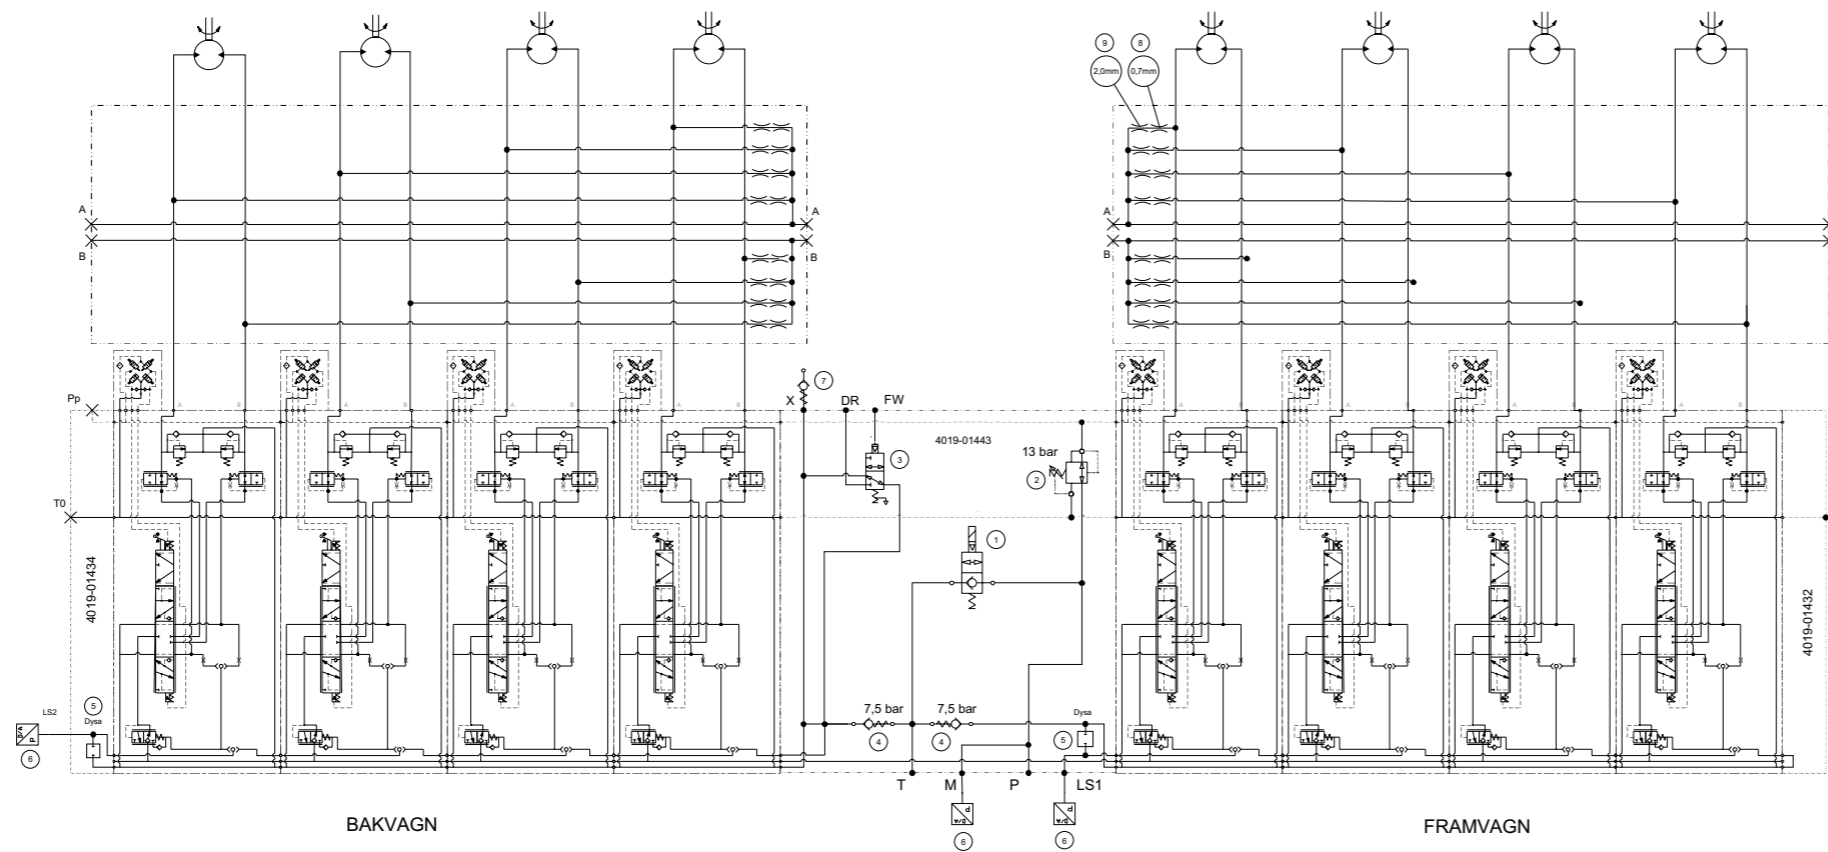 9 8
2,0mm 0,7mm
A A A
B B B
Pp
X DR FW
7
A B A B A B A B
A B A B A B A B
4019-01443
3
13 bar
2
T0
1
4019-01434
4019-01432
LS2
5
Dysa
6
7,5 bar 7,5 bar
4 4
Dysa
5
T M P LS1
6 6
BAKVAGN
FRAMVAGN